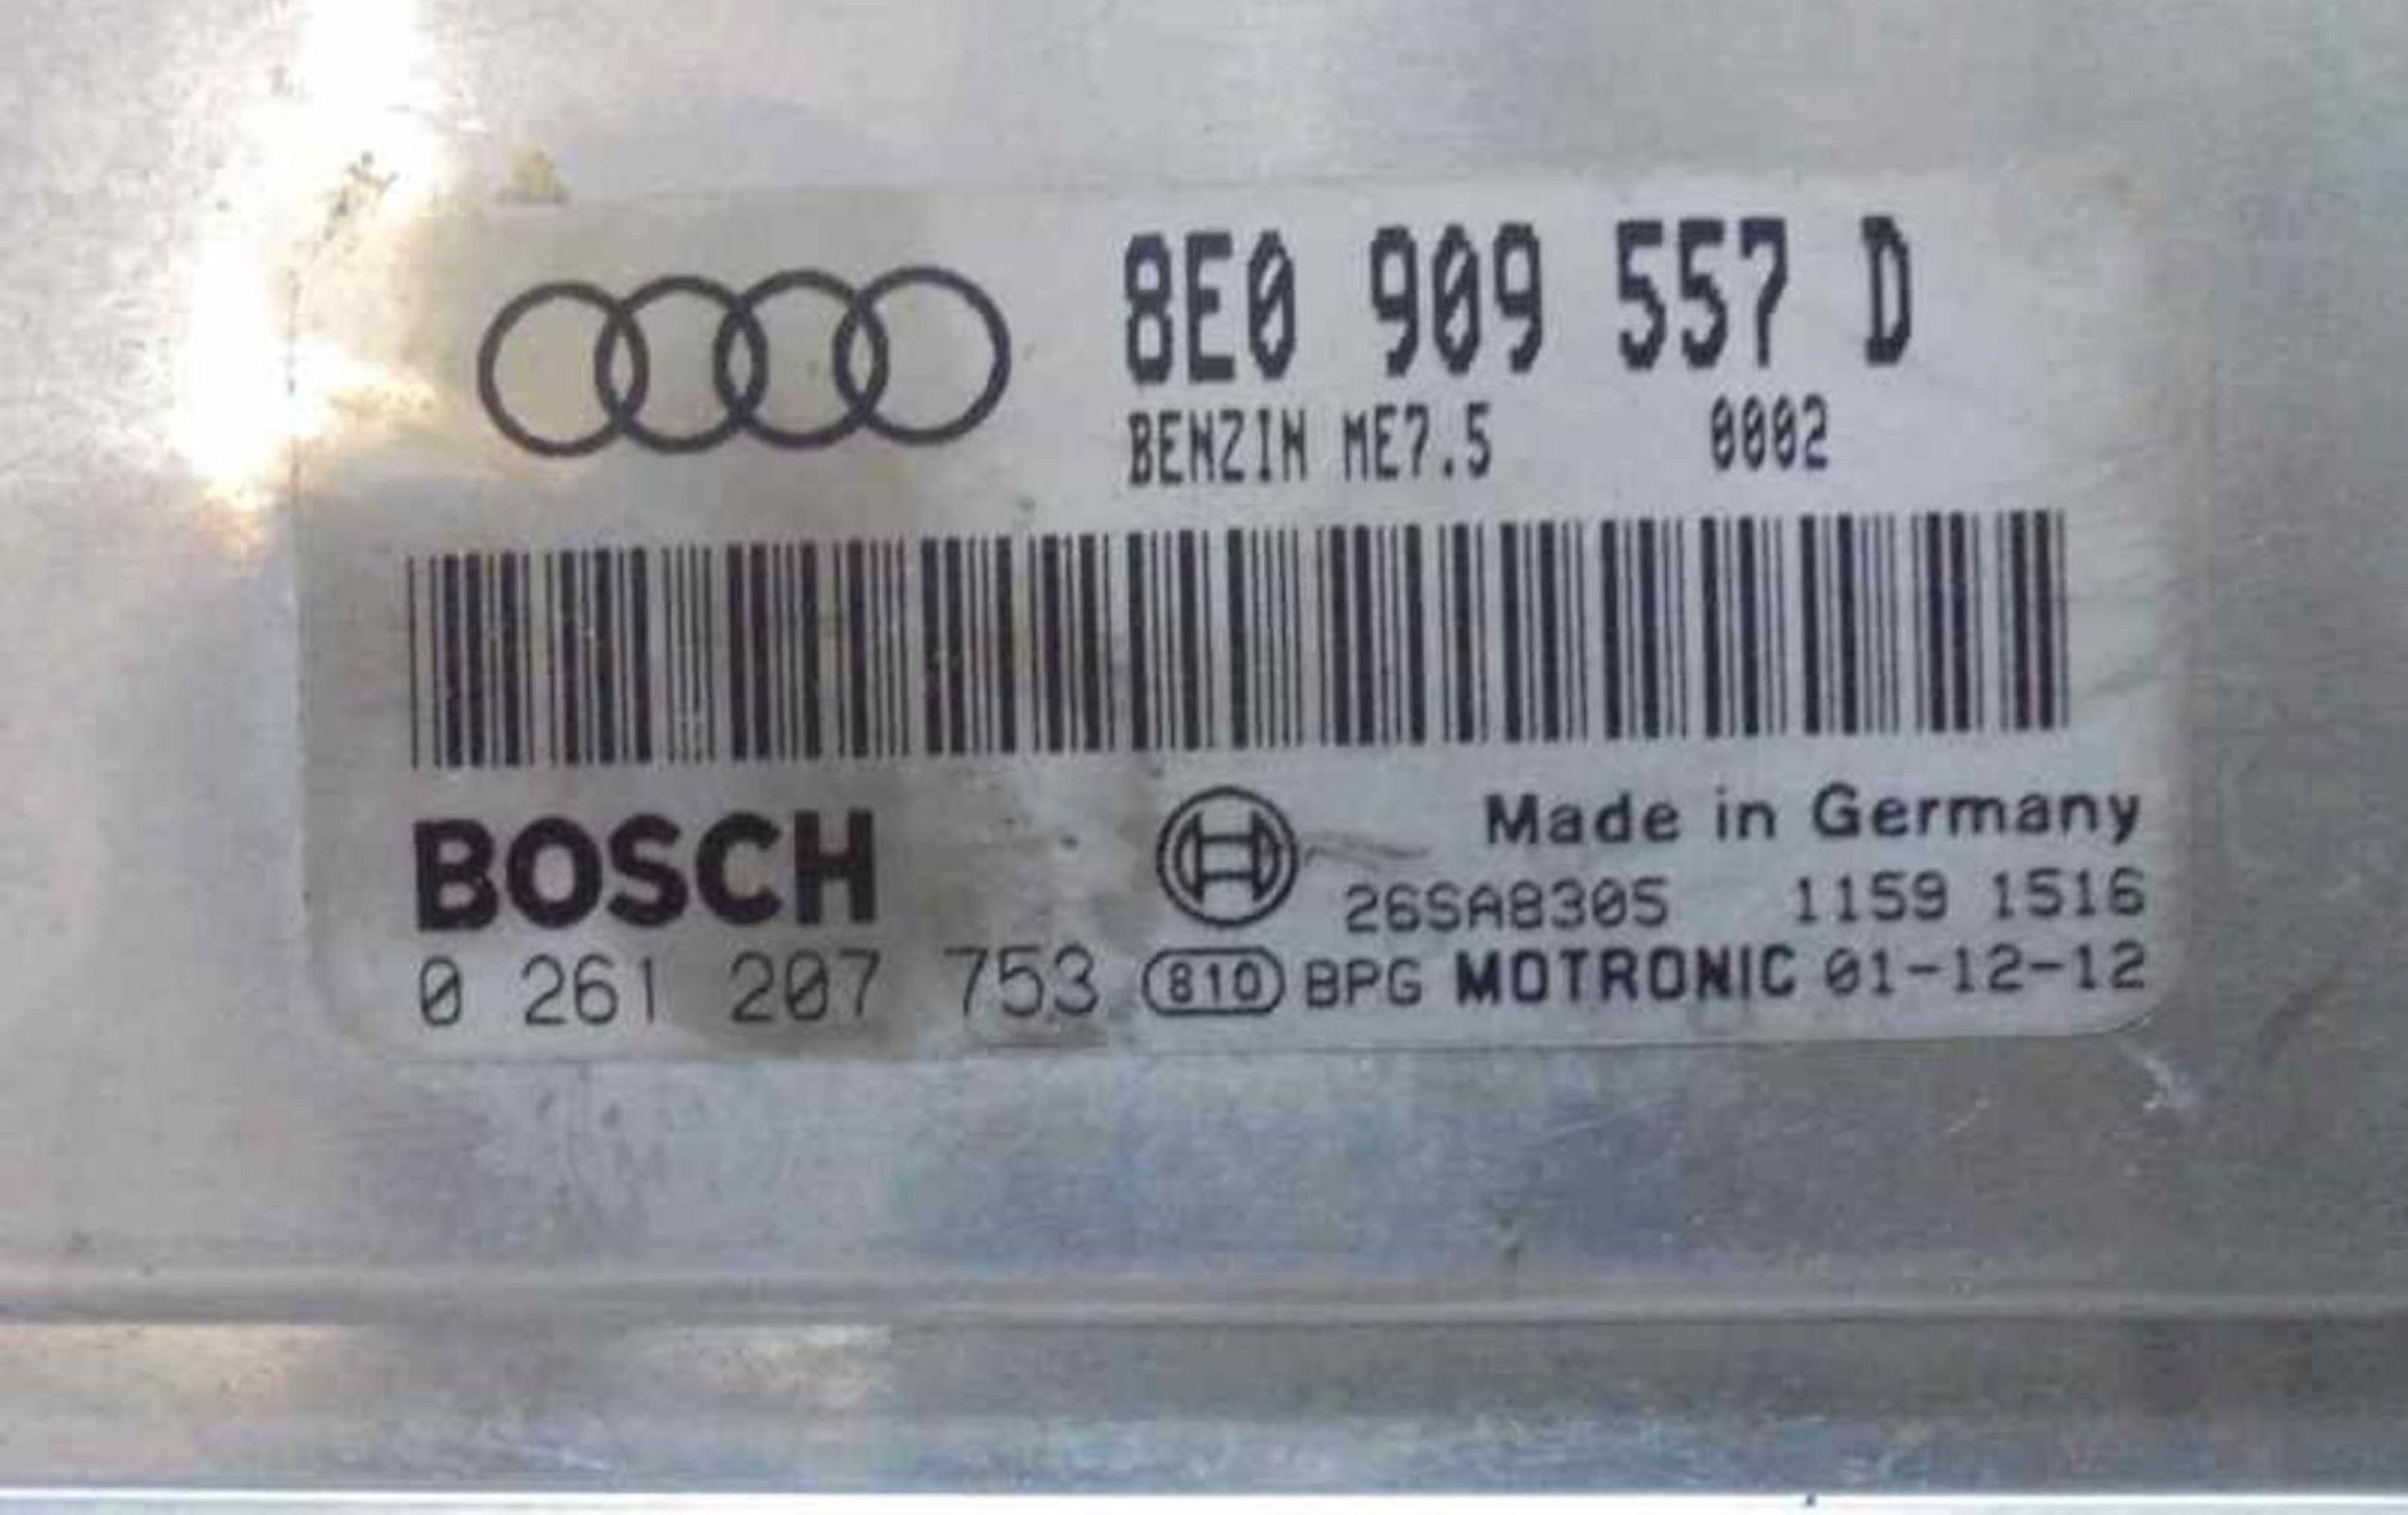 8E0 909 557 D
BENZIN ME7.5 0002
BOSCH
Made in Germany
26SA8305 1159 1516
0 261 207 753 810 BPG MOTRONIC 01-12-12